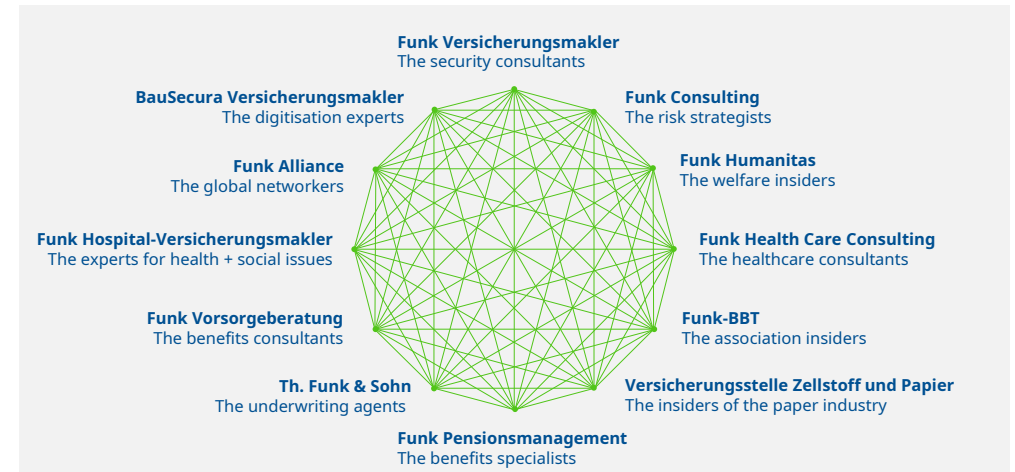 Funk Versicherungsmakler
The security consultants
BauSecura Versicherungsmakler
The digitisation experts
Funk Consulting
The risk strategists
Funk Alliance
The global networkers
Funk Humanitas
The welfare insiders
Funk Hospital-Versicherungsmakler
The experts for health + social issues
Funk Health Care Consulting
The healthcare consultants
Funk Vorsorgeberatung
The benefits consultants
Funk-BBT
The association insiders
Th. Funk & Sohn
The underwriting agents
Versicherungsstelle Zellstoff und Papier
The insiders of the paper industry
Funk Pensionsmanagement
The benefits specialists